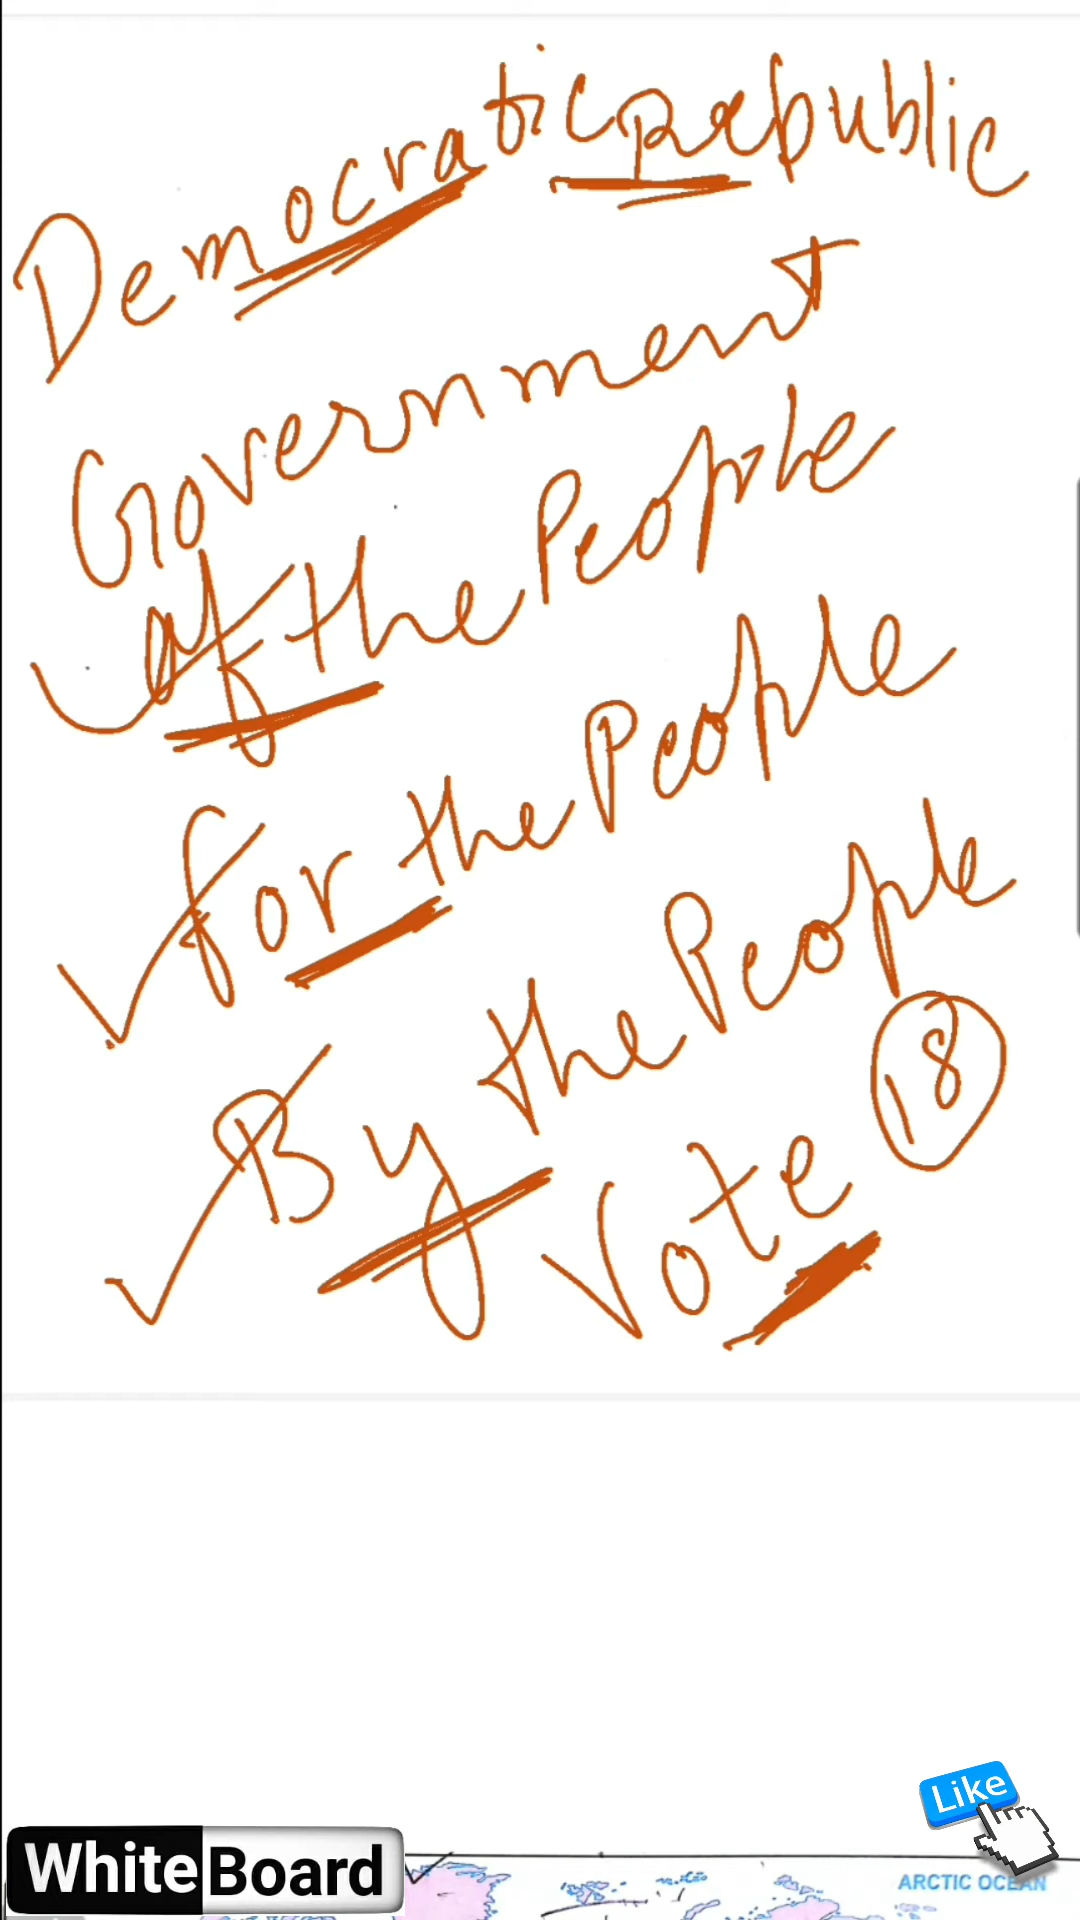 Democratic republic
Government
of the People
for the People
By the People
Vote 18
Like
WhiteBoard
ARCTIC OCEAN